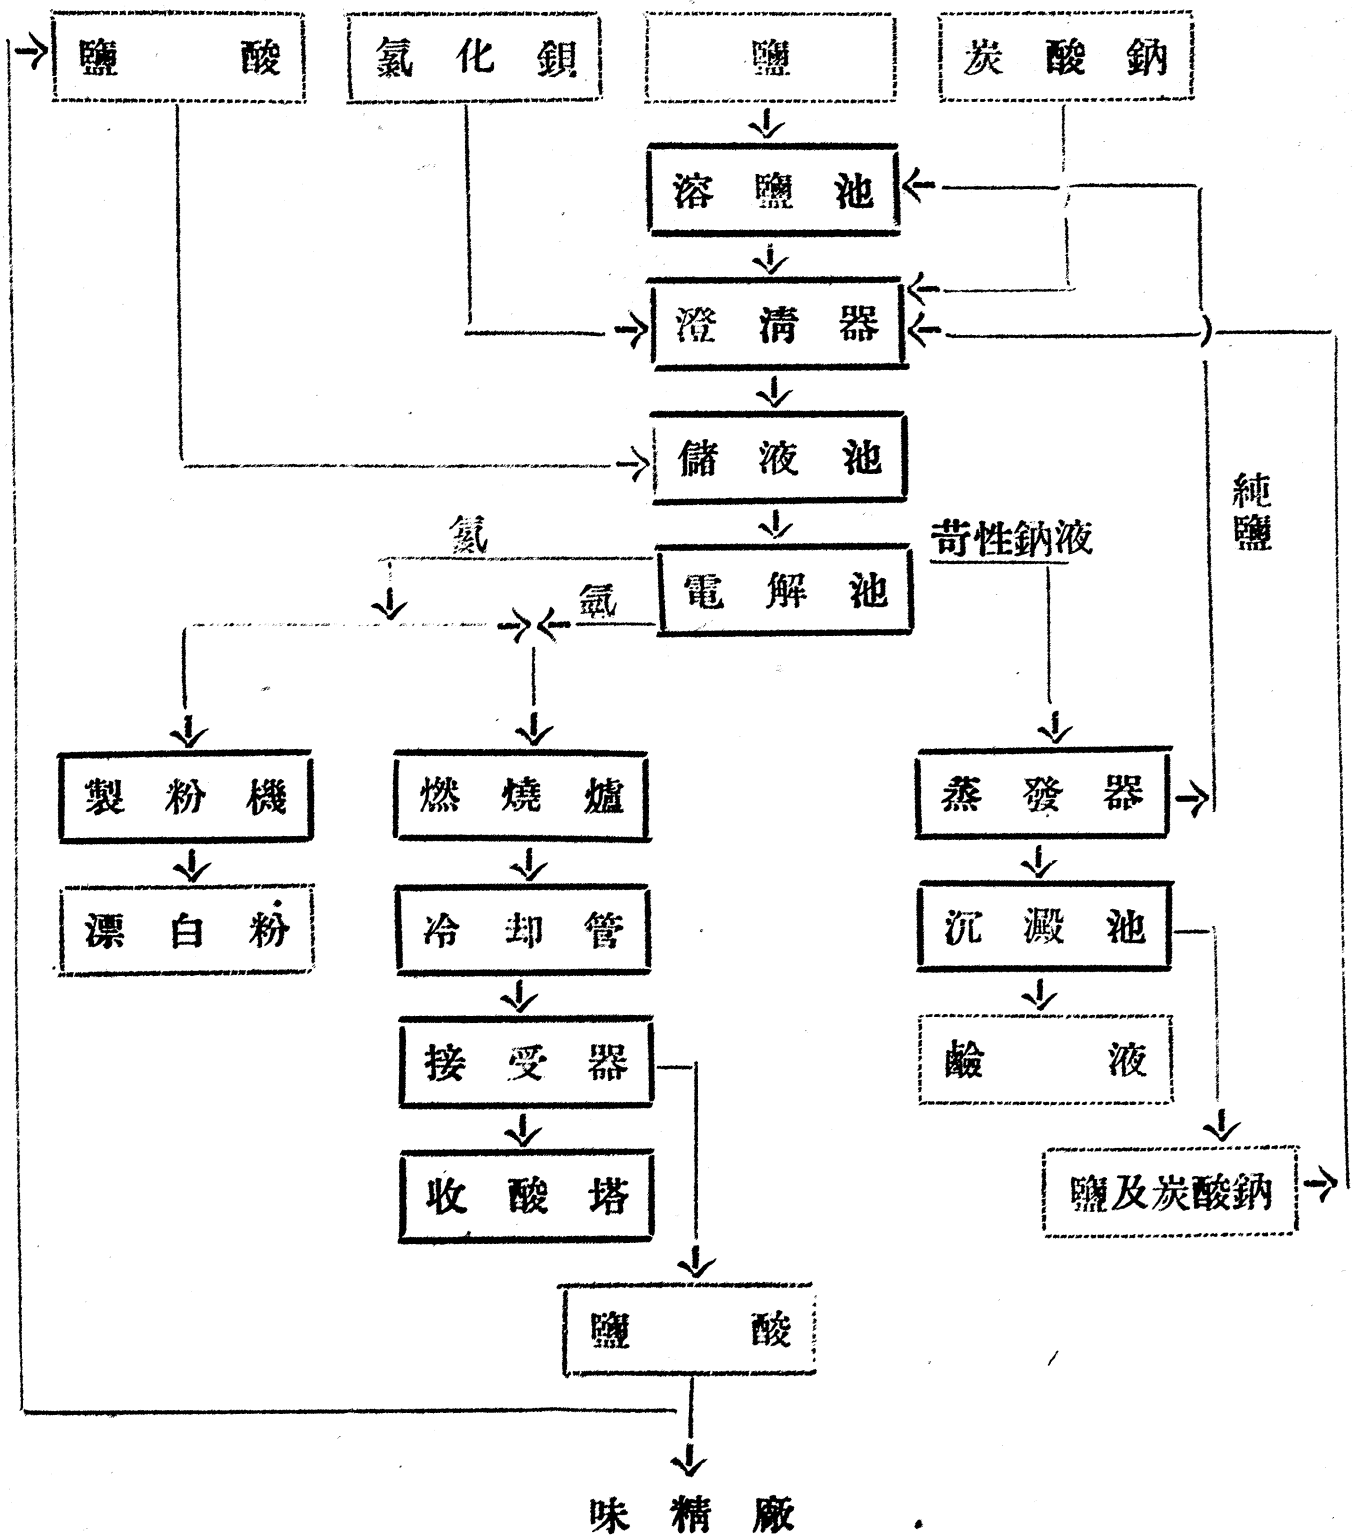 鹽酸
氯化鋇
鹽
炭酸鈉
溶鹽池
澄清器
儲液池
純鹽
氯
苛性鈉液
電解池
氫
製粉機
燃燒爐
蒸發器
漂白粉
冷却管
沉澱池
接受器
鹼液
收酸塔
鹽及炭酸鈉
鹽酸
味精廠